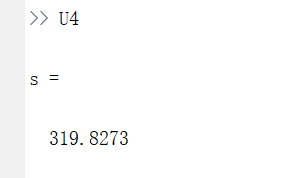 >> U4
s =
319.8273